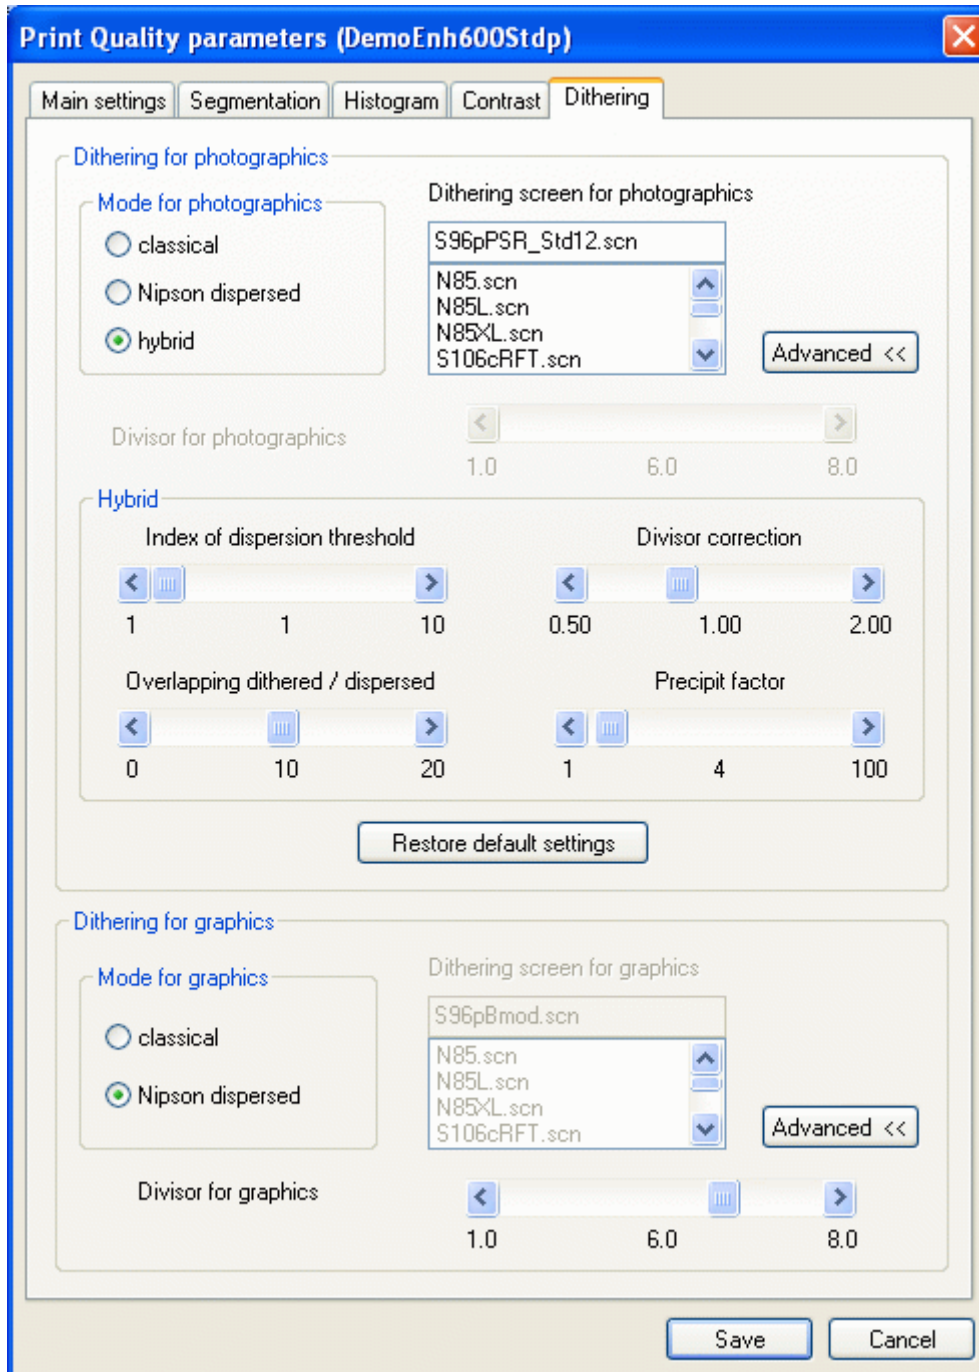 Print Quality parameters (DemoEnh600Stdp)
Main settings Segmentation Histogram Contrast Dithering
Dithering for photographics
Mode for photographics
classical
Nipson dispersed
hybrid
Dithering screen for photographics
S96pPSR_Std12.scn
N85.scn
N85L.scn
N85XL.scn
S106cRFT.scn
Advanced <<
Divisor for photographics
1.0 6.0 8.0
Hybrid
Index of dispersion threshold
1 1 10
Divisor correction
0.50 1.00 2.00
Overlapping dithered / dispersed
0 10 20
Precipit factor
1 4 100
Restore default settings
Dithering for graphics
Mode for graphics
classical
Nipson dispersed
Dithering screen for graphics
S96pBmod.scn
N85.scn
N85L.scn
N85XL.scn
S106cRFT.scn
Advanced <<
Divisor for graphics
1.0 6.0 8.0
Save Cancel